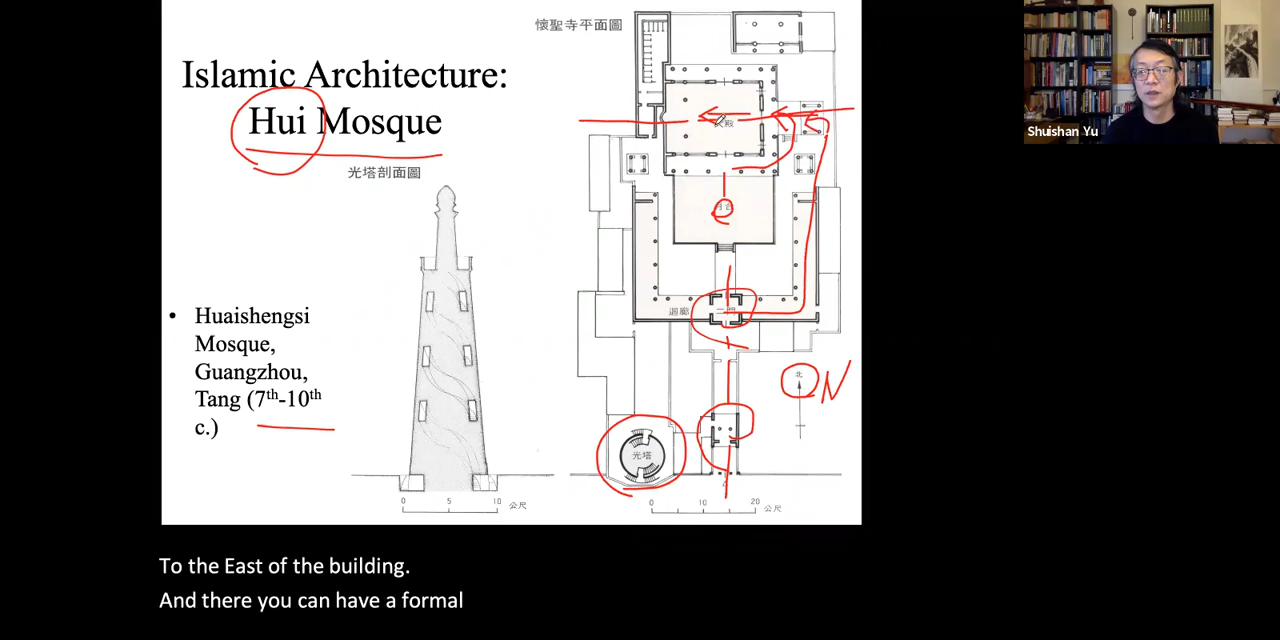 Islamic Architecture:
Hui Mosque
光塔剖面圖
Huaishengsi
Mosque,
Guangzhou,
Tang (7th-10th
c.)
0 5 10 公尺
懷聖寺平面圖
迴廊
北
N
光塔
0 10 20 公尺
Shuishan Yu
To the East of the building.
And there you can have a formal